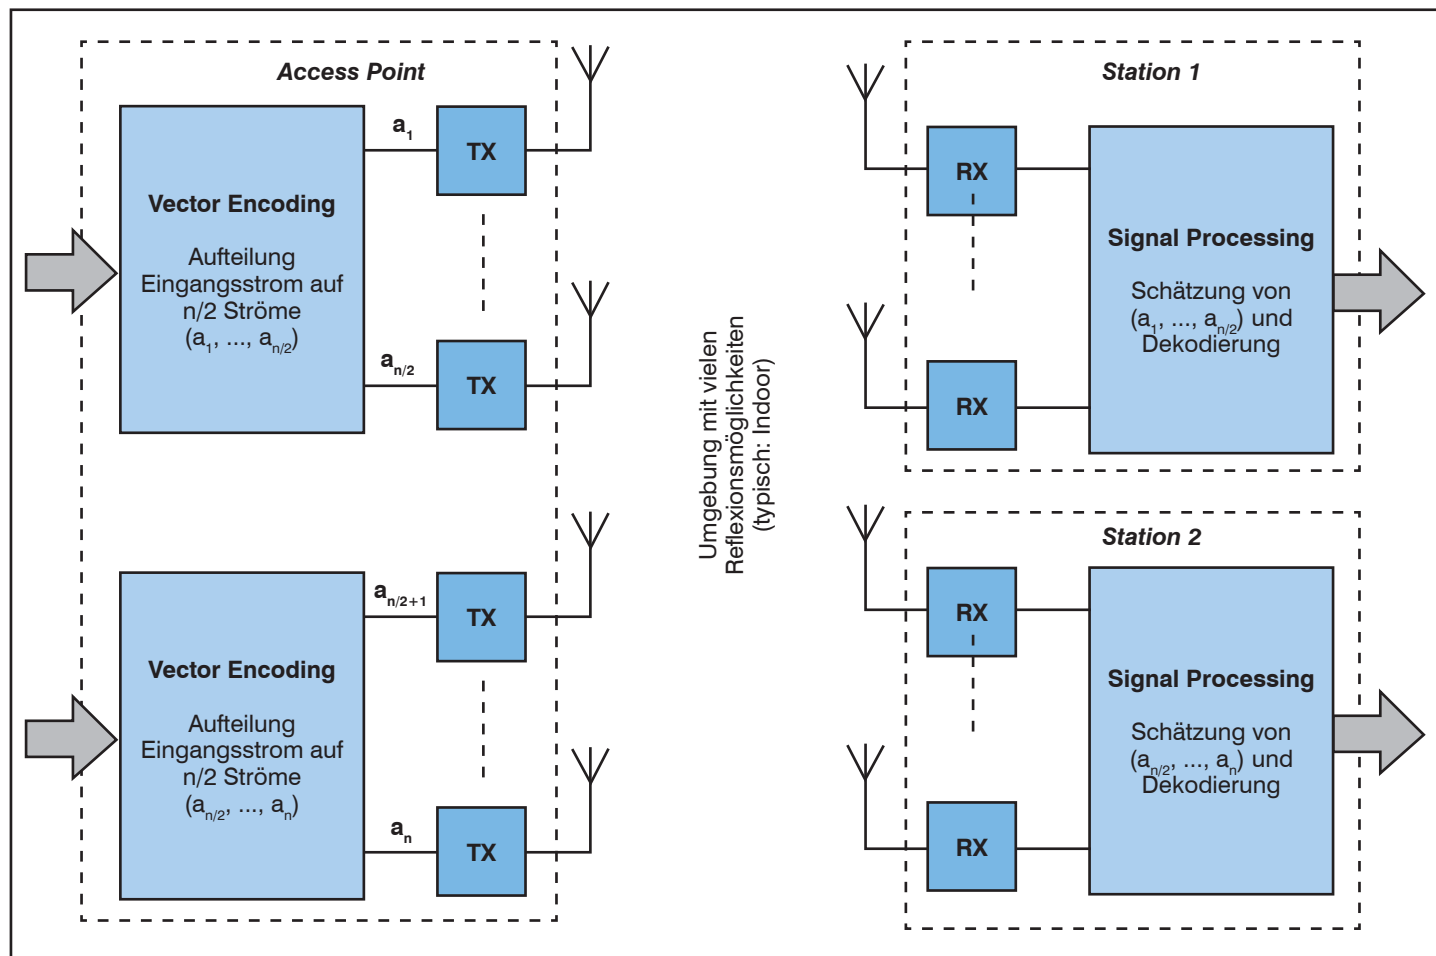 Access Point
Vector Encoding
Aufteilung
Eingangsstrom auf
n/2 Ströme
(a1, ..., an/2)
a1
TX
an/2
TX
Vector Encoding
Aufteilung
Eingangsstrom auf
n/2 Ströme
(an/2, ..., an)
an/2+1
TX
an
TX
Umgebung mit vielen
Reflexionsmöglichkeiten
(typisch: Indoor)
Station 1
RX
RX
Signal Processing
Schätzung von
(a1, ..., an/2) und
Dekodierung
Station 2
RX
RX
Signal Processing
Schätzung von
(an/2, ..., an) und
Dekodierung